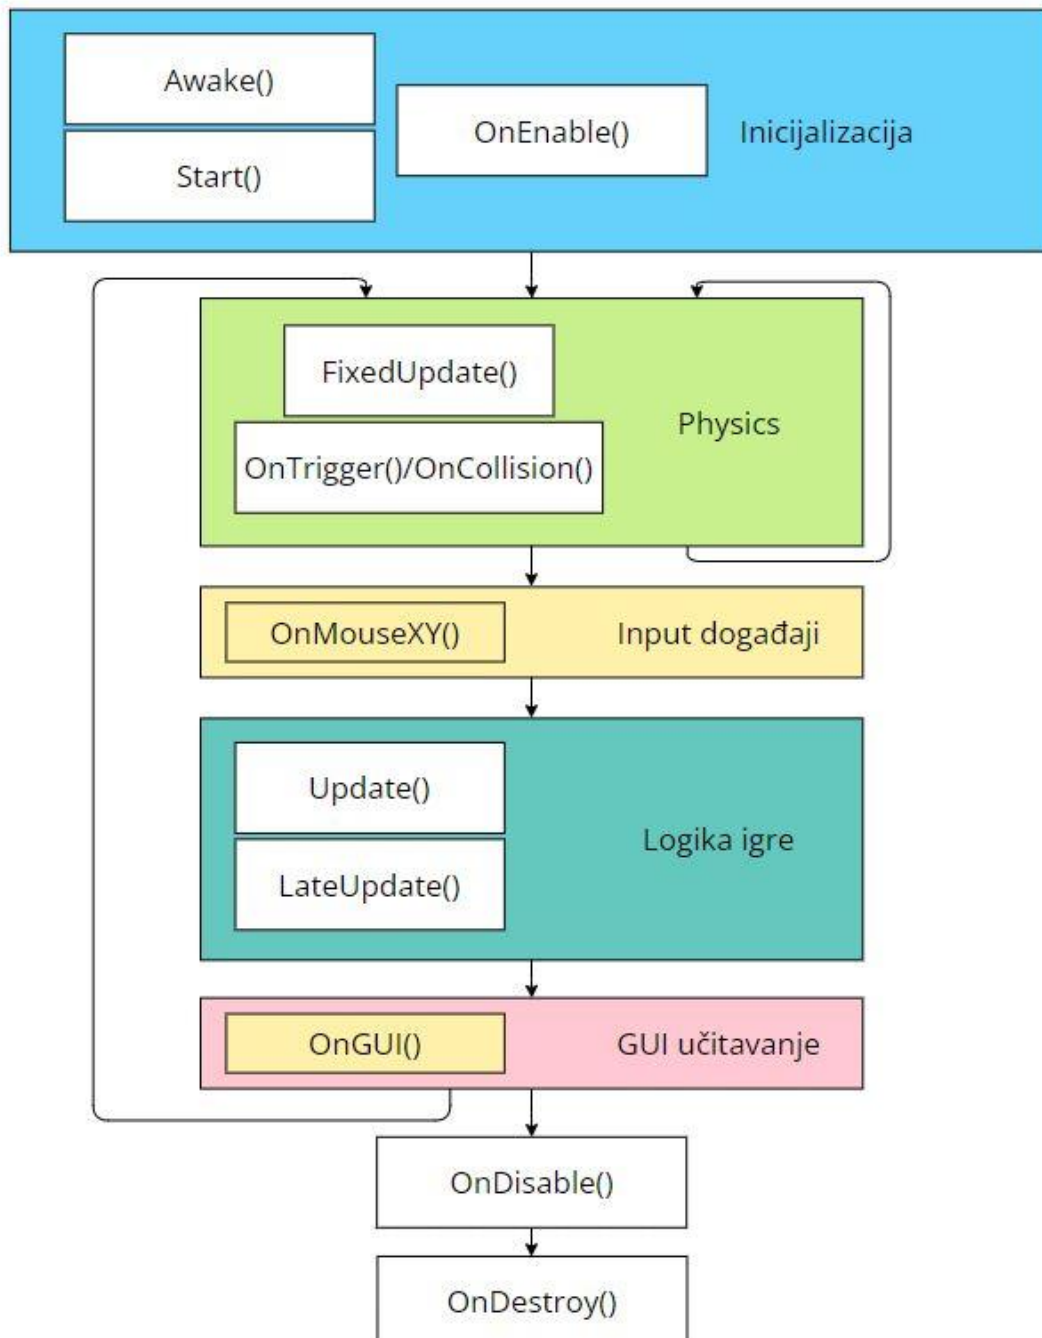 Awake()
OnEnable()
Inicijalizacija
Start()
FixedUpdate()
Physics
OnTrigger()/OnCollision()
OnMouseXY()
Input događaji
Update()
Logika igre
LateUpdate()
OnGUI()
GUI učitavanje
OnDisable()
OnDestroy()